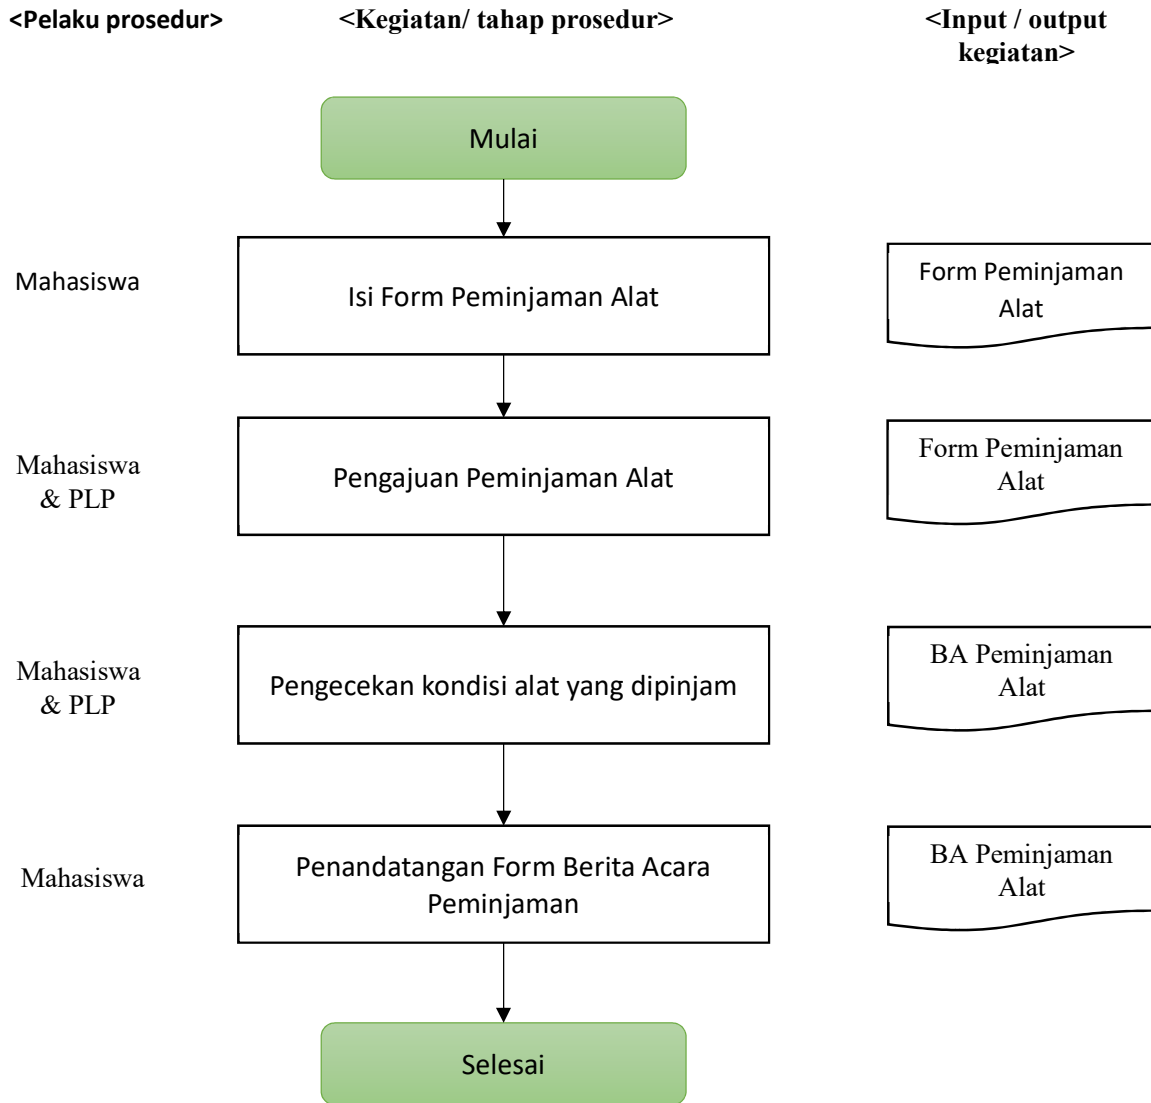 <Pelaku prosedur>
<Kegiatan/ tahap prosedur>
<Input / output
kegiatan>
Mulai
Mahasiswa
Isi Form Peminjaman Alat
Form Peminjaman
Alat
Mahasiswa
& PLP
Pengajuan Peminjaman Alat
Form Peminjaman
Alat
Mahasiswa
& PLP
Pengecekan kondisi alat yang dipinjam
BA Peminjaman
Alat
Mahasiswa
Penandatangan Form Berita Acara
Peminjaman
BA Peminjaman
Alat
Selesai